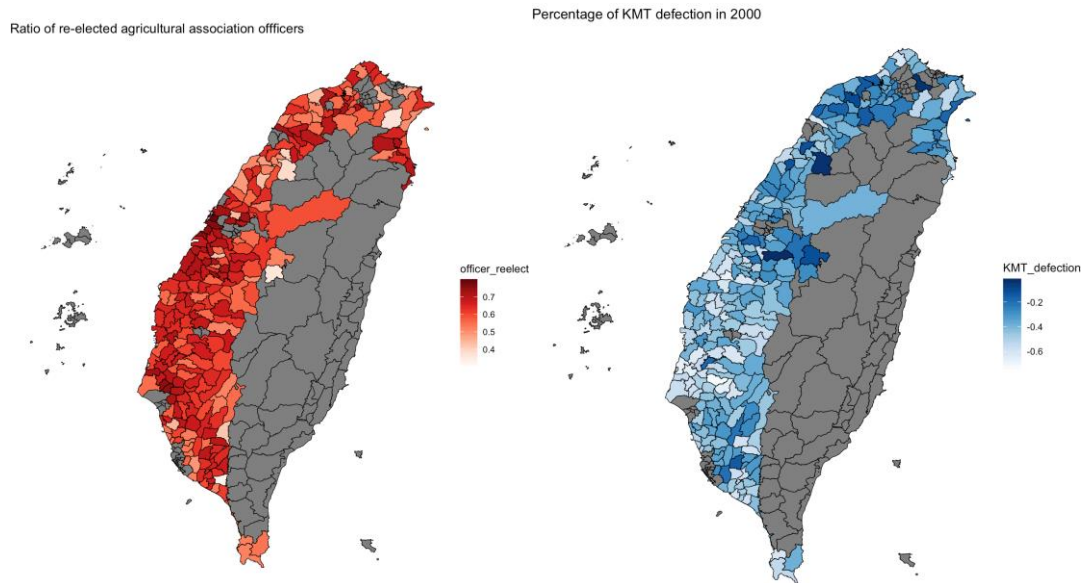 Ratio of re-elected agricultural association offficers
Percentage of KMT defection in 2000
officer_reelect
0.7
0.6
0.5
0.4
KMT_defection
-0.2
-0.4
-0.6